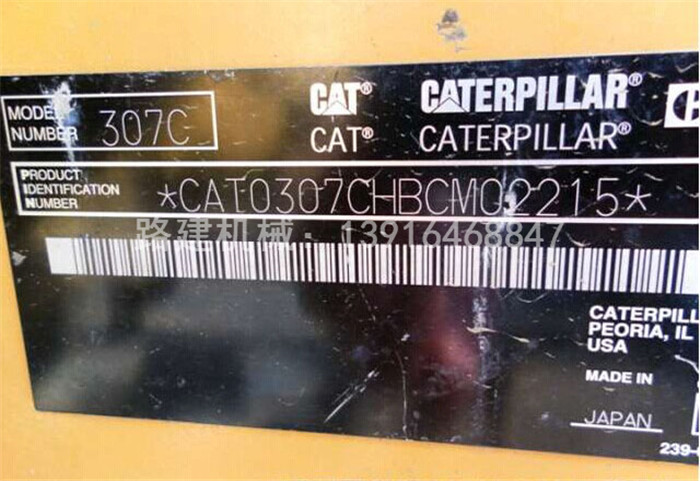 MODEL NUMBER 307C
CAT® CATERPILLAR®
CAT® CATERPILLAR®
PRODUCT IDENTIFICATION NUMBER
*CAT0307CHBCM02215*
路建机械：13916468847
CATERPILL
PEORIA, IL
USA
MADE IN
JAPAN
239-